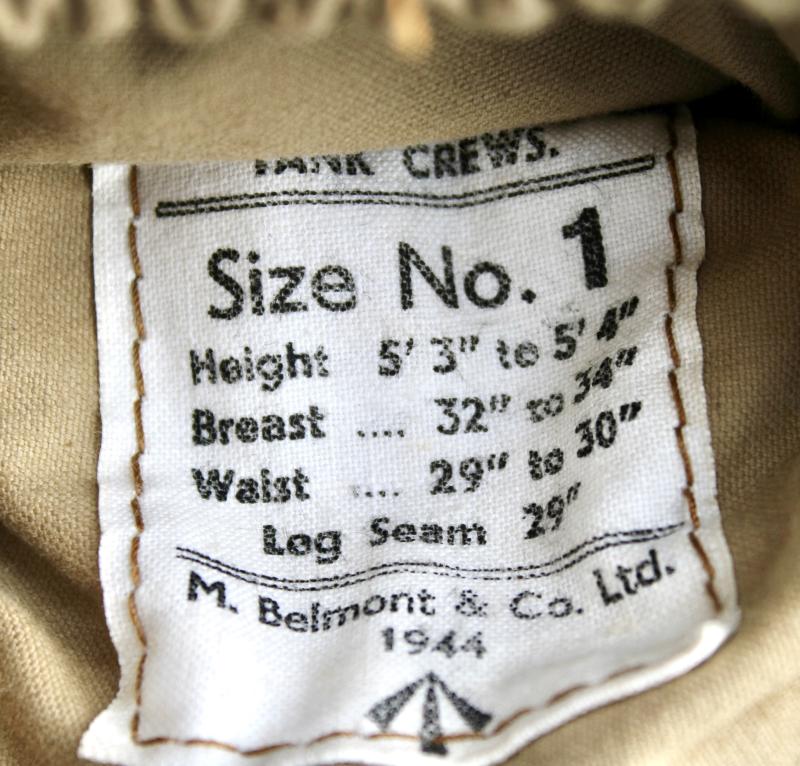 TANK CREWS.
Size No. 1
Height 5' 3" to 5' 4"
Breast .... 32" to 34"
Waist .... 29" to 30"
Leg Seam 29"
M. Belmont & Co. Ltd.
1944